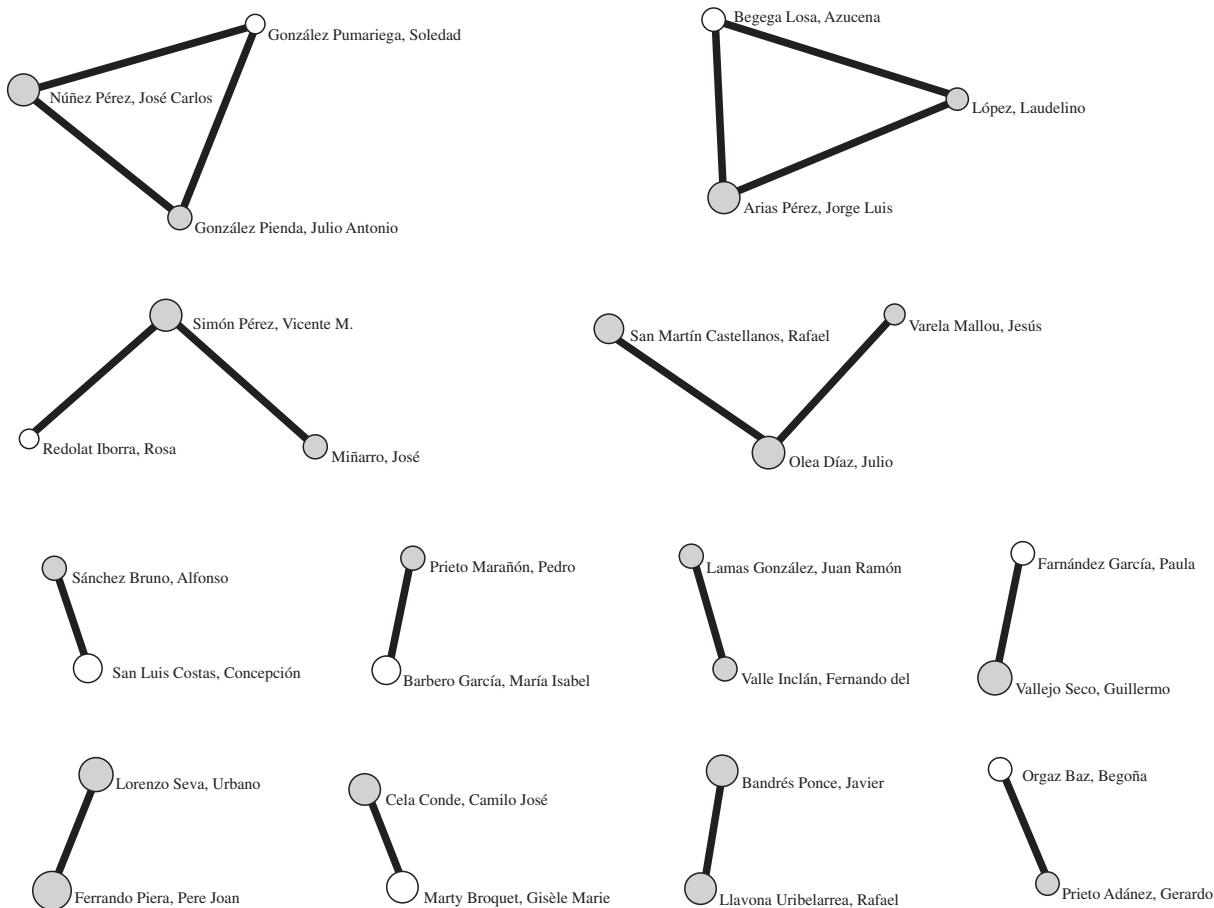 González Pumariega, Soledad
Begega Losa, Azucena
Núñez Pérez, José Carlos
López, Laudelino
González Pienda, Julio Antonio
Arias Pérez, Jorge Luis
Simón Pérez, Vicente M.
San Martín Castellanos, Rafael
Varela Mallou, Jesús
Redolat Iborra, Rosa
Miñarro, José
Olea Díaz, Julio
Sánchez Bruno, Alfonso
Prieto Marañón, Pedro
Lamas González, Juan Ramón
Farnández García, Paula
San Luis Costas, Concepción
Barbero García, María Isabel
Valle Inclán, Fernando del
Vallejo Seco, Guillermo
Lorenzo Seva, Urbano
Cela Conde, Camilo José
Bandrés Ponce, Javier
Orgaz Baz, Begoña
Ferrando Piera, Pere Joan
Marty Broquet, Gisèle Marie
Llavona Uribelarrea, Rafael
Prieto Adánez, Gerardo